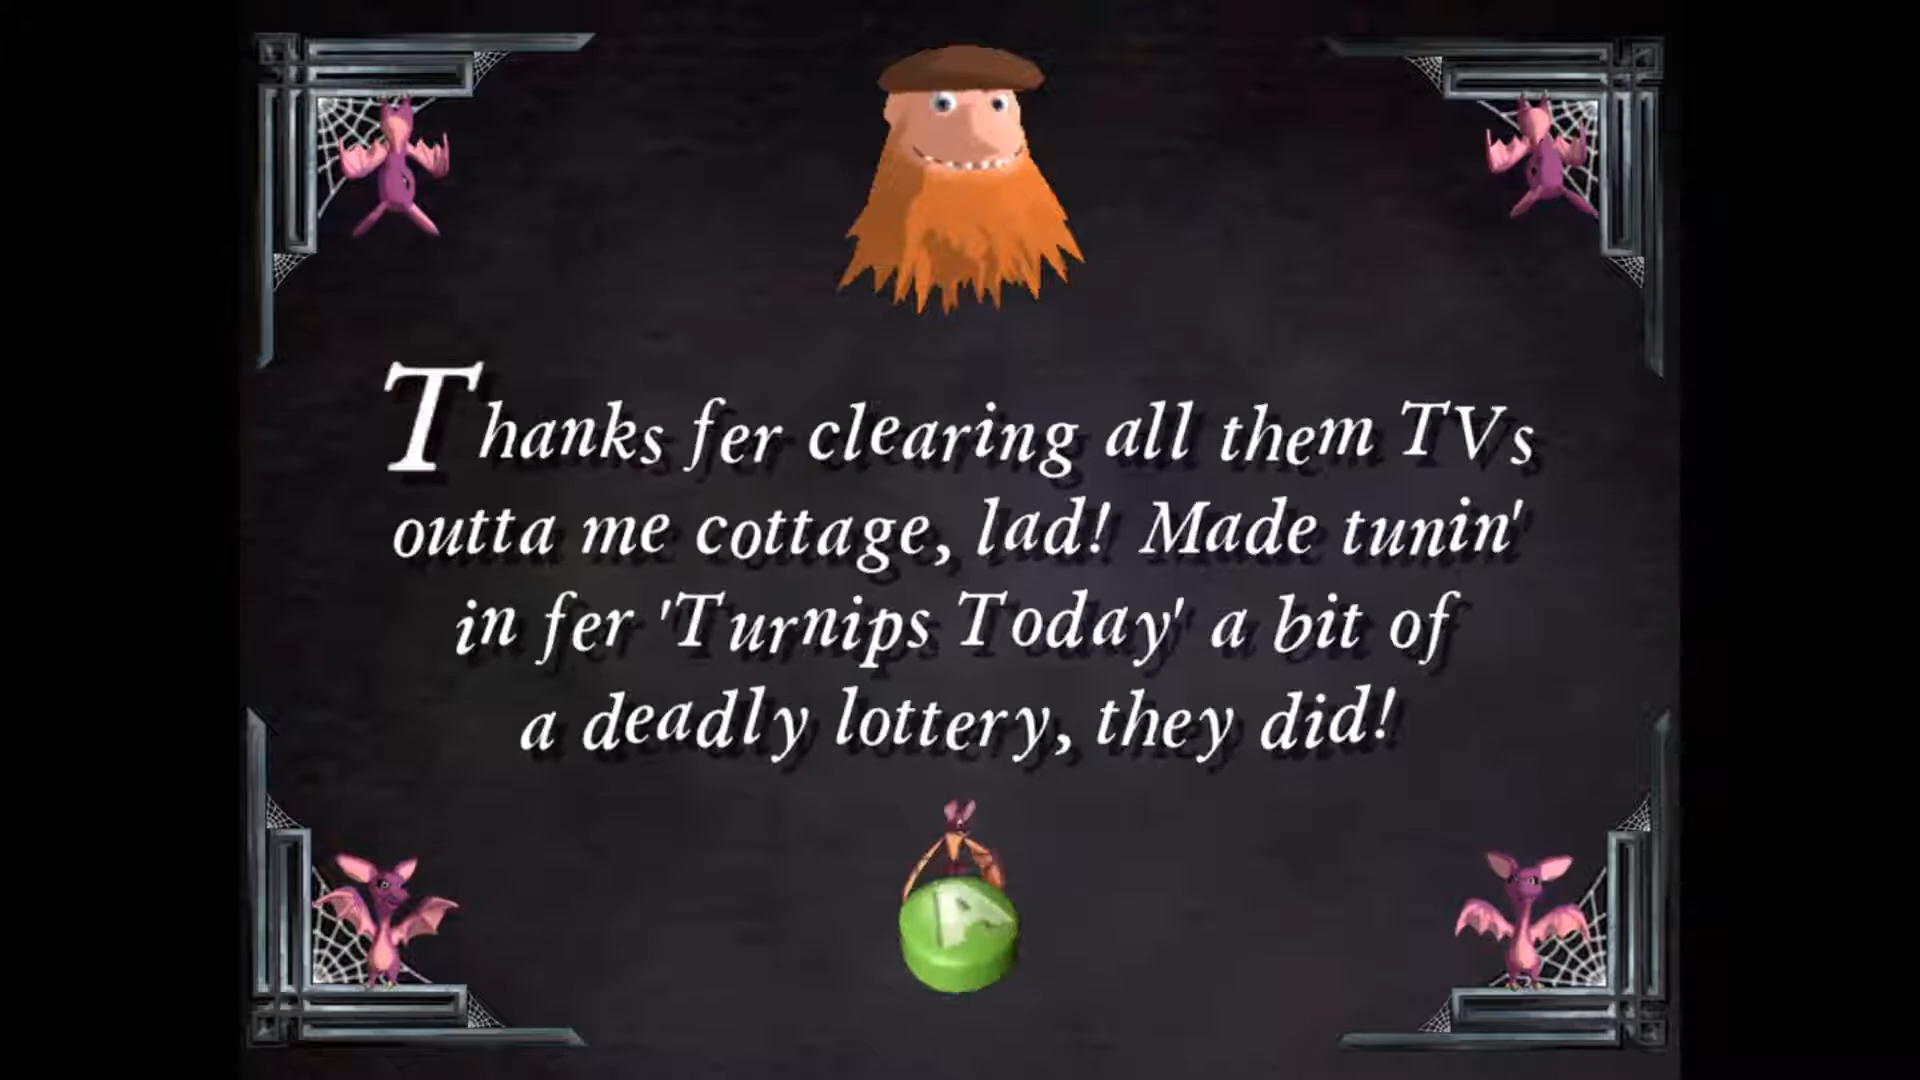 Thanks fer clearing all them TVs
outta me cottage, lad! Made tunin'
in fer 'Turnips Today' a bit of
a deadly lottery, they did!
A